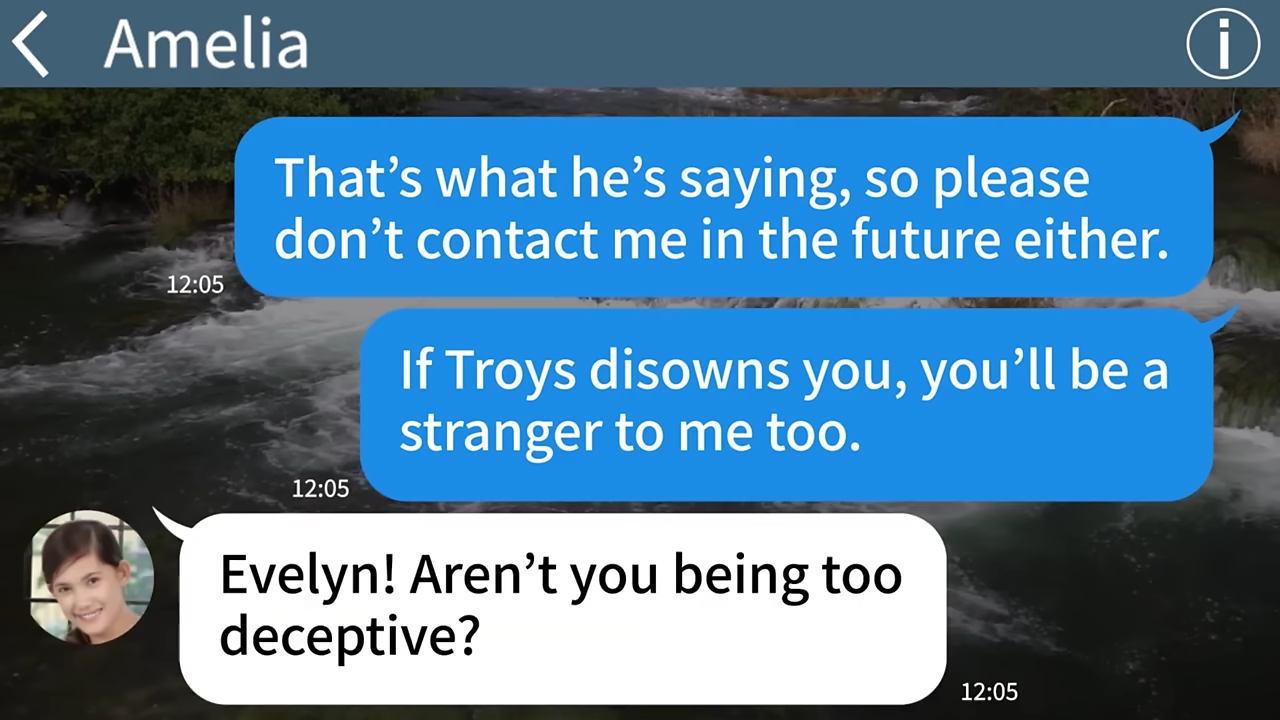 Amelia
That’s what he’s saying, so please
don’t contact me in the future either.
12:05
If Troys disowns you, you’ll be a
stranger to me too.
12:05
Evelyn! Aren’t you being too
deceptive?
12:05